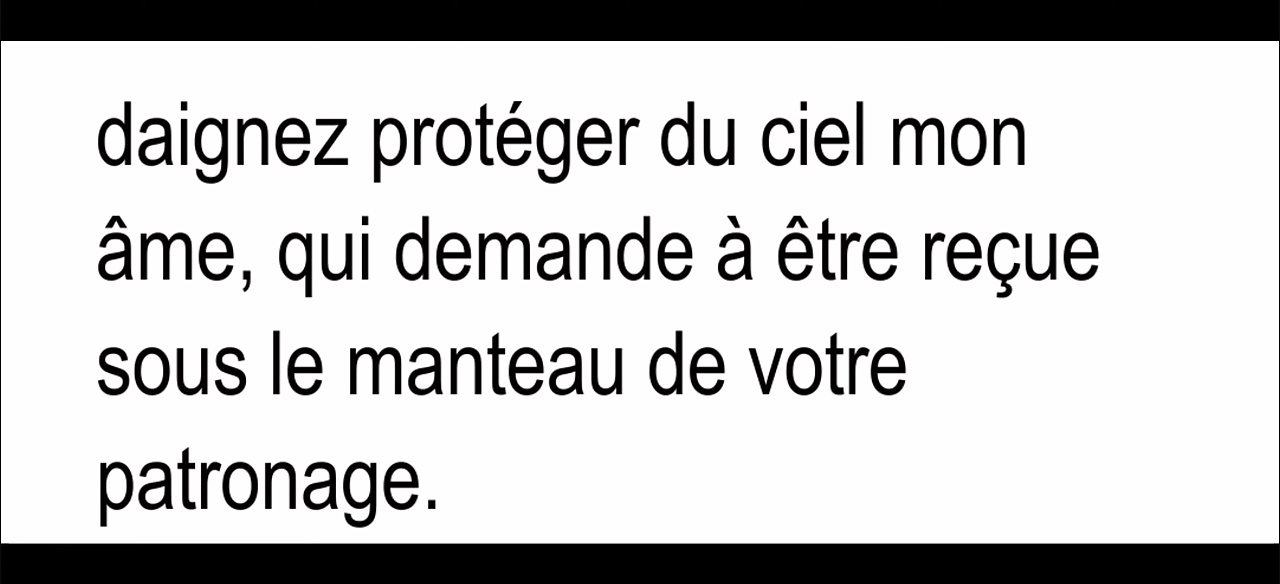 daignez protéger du ciel mon
âme, qui demande à être reçue
sous le manteau de votre
patronage.